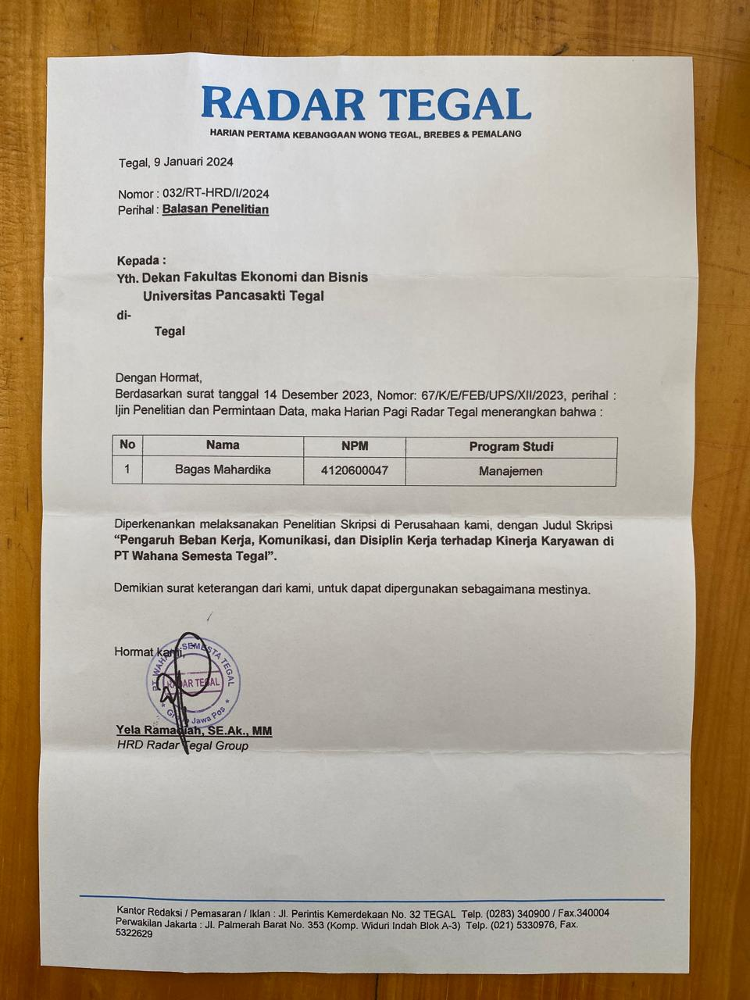 RADAR TEGAL
HARIAN PERTAMA KEBANGGAAN WONG TEGAL, BREBES & PEMALANG
Tegal, 9 Januari 2024
Nomor : 032/RT-HRD/I/2024
Perihal : Balasan Penelitian
Kepada :
Yth. Dekan Fakultas Ekonomi dan Bisnis
Universitas Pancasakti Tegal
di-
Tegal
Dengan Hormat,
Berdasarkan surat tanggal 14 Desember 2023, Nomor: 67/K/E/FEB/UPS/XII/2023, perihal :
Ijin Penelitian dan Permintaan Data, maka Harian Pagi Radar Tegal menerangkan bahwa :
No Nama NPM Program Studi
1 Bagas Mahardika 4120600047 Manajemen
Diperkenankan melaksanakan Penelitian Skripsi di Perusahaan kami, dengan Judul Skripsi
“Pengaruh Beban Kerja, Komunikasi, dan Disiplin Kerja terhadap Kinerja Karyawan di
PT Wahana Semesta Tegal”.
Demikian surat keterangan dari kami, untuk dapat dipergunakan sebagaimana mestinya.
Hormat kami,
PT. WAHANA SEMESTA TEGAL
RADAR TEGAL
Grup Jawa Pos
Yela Ramadiah, SE.Ak., MM
HRD Radar Tegal Group
Kantor Redaksi / Pemasaran / Iklan : Jl. Perintis Kemerdekaan No. 32 TEGAL Telp. (0283) 340900 / Fax.340004
Perwakilan Jakarta : Jl. Palmerah Barat No. 353 (Komp. Widuri Indah Blok A-3) Telp. (021) 5330976, Fax.
5322629